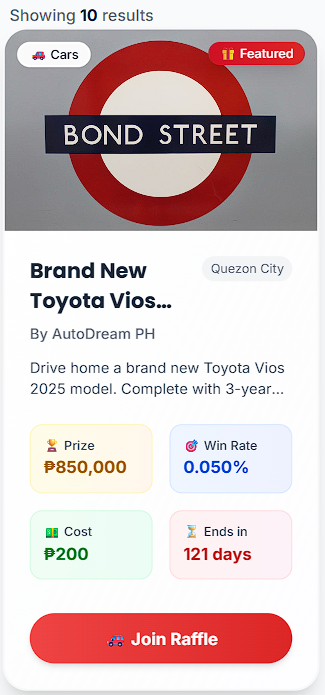 Showing 10 results
Cars
Featured
BOND STREET
Brand New
Toyota Vios...
Quezon City
By AutoDream PH
Drive home a brand new Toyota Vios
2025 model. Complete with 3-year...
Prize
₱850,000
Win Rate
0.050%
Cost
₱200
Ends in
121 days
Join Raffle